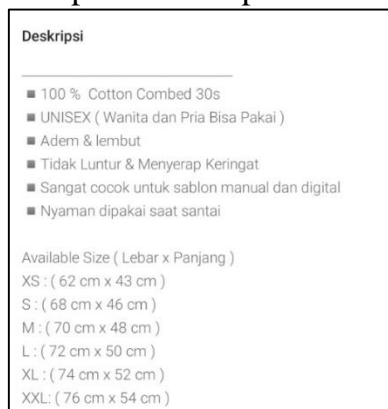 Deskripsi
■ 100 % Cotton Combed 30s
■ UNISEX ( Wanita dan Pria Bisa Pakai )
■ Adem & lembut
■ Tidak Luntur & Menyerap Keringat
■ Sangat cocok untuk sablon manual dan digital
■ Nyaman dipakai saat santai
Available Size ( Lebar x Panjang )
XS : ( 62 cm x 43 cm )
S : ( 68 cm x 46 cm )
M : ( 70 cm x 48 cm )
L : ( 72 cm x 50 cm )
XL : ( 74 cm x 52 cm )
XXL: ( 76 cm x 54 cm )